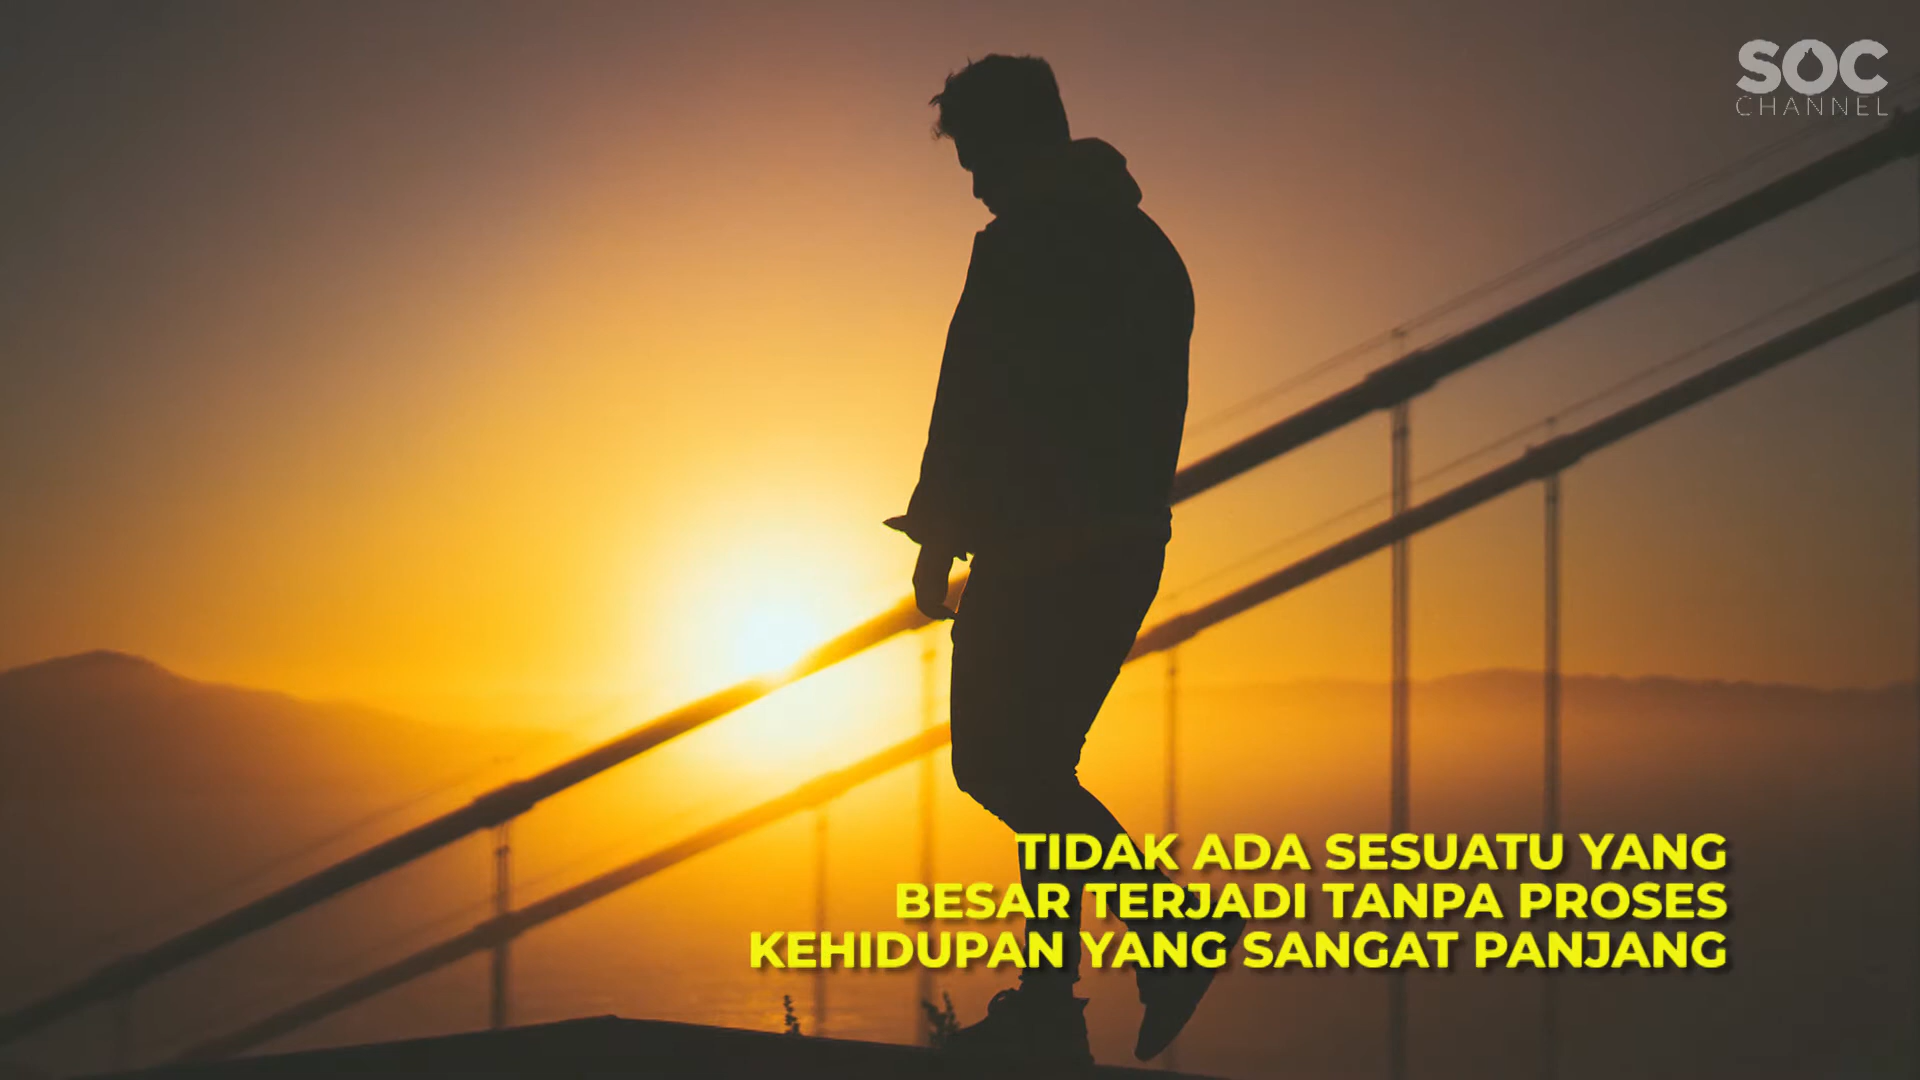 SOC
CHANNEL
TIDAK ADA SESUATU YANG
BESAR TERJADI TANPA PROSES
KEHIDUPAN YANG SANGAT PANJANG